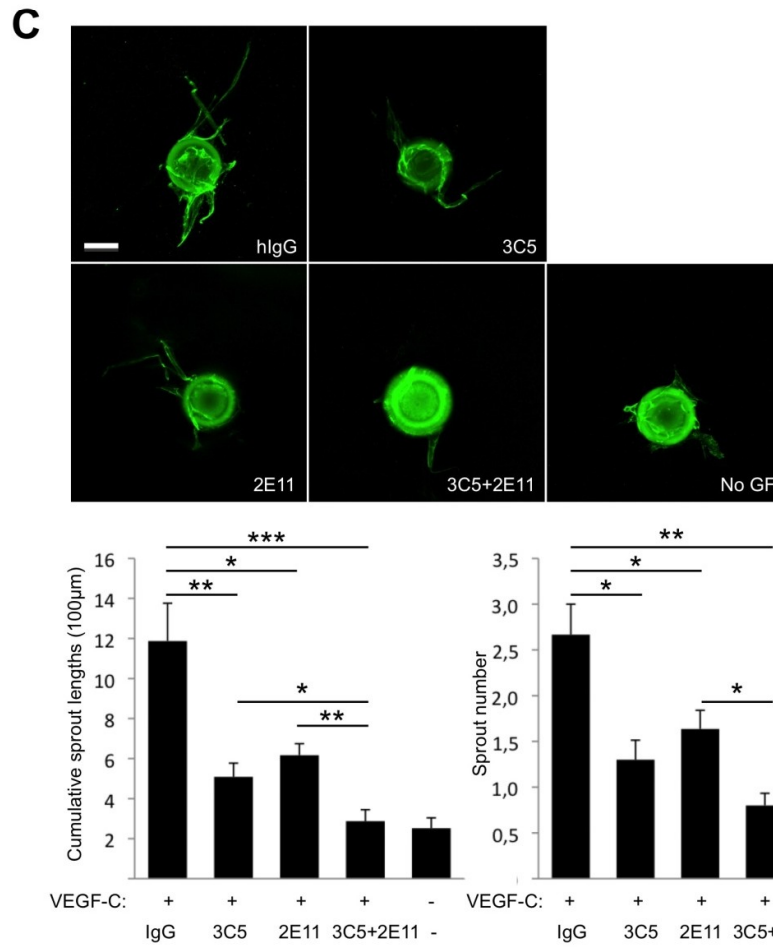 C
hIgG
3C5
2E11
3C5+2E11
No GF
Cumulative sprout lengths (100µm)
16
14
12
10
8
6
4
2
***
*
**
*
**
VEGF-C: + + + + -
IgG 3C5 2E11 3C5+2E11 -
Sprout number
3,5
3,0
2,5
2,0
1,5
1,0
0,5
**
*
*
*
VEGF-C: + + + +
IgG 3C5 2E11 3C5+